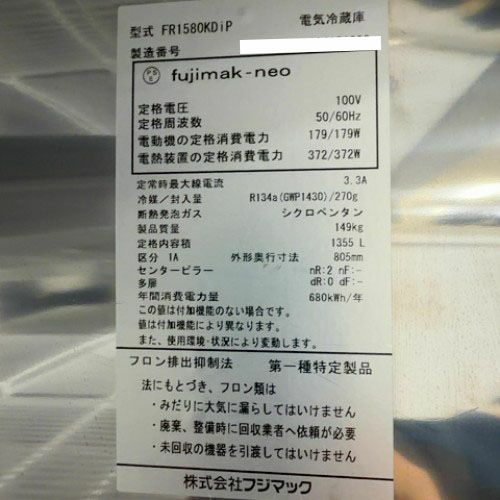 型式 FR1580KDiP 電気冷蔵庫
製造番号
fujimak-neo
定格電圧 100V
定格周波数 50/60Hz
電動機の定格消費電力 179/179W
電熱装置の定格消費電力 372/372W
定常時最大線電流 3.3A
冷媒/封入量 R134a(GWP1430)/270g
断熱発泡ガス シクロペンタン
製品質量 149kg
定格内容積 1355 L
区分 IA 外形奥行寸法 805mm
センターピラー nR:2 nF:-
多扉 dR:0 dF:-
年間消費電力量 680kWh/年
この値は付加機能のない場合です。
値は付加機能により異なります。
また、使用環境・状況により変動します。
フロン排出抑制法 第一種特定製品
法にもとづき、フロン類は
・みだりに大気に漏らしてはいけません
・廃棄、整備時に回収業者へ依頼が必要
・未回収の機器を引渡してはいけません
株式会社フジマック